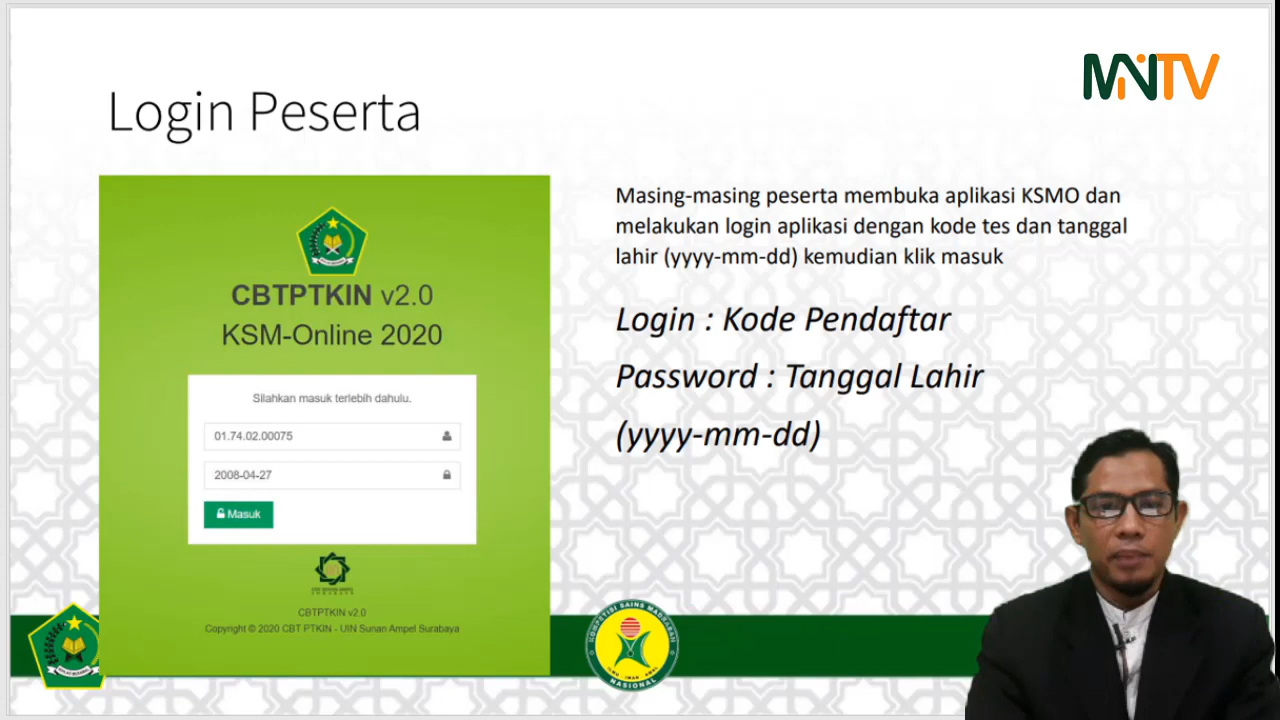 MNTV
Login Peserta
CBTPTKIN v2.0
KSM-Online 2020
Silahkan masuk terlebih dahulu.
01.74.02.00075
2008-04-27
Masuk
CBTPTKIN v2.0
Copyright © 2020 CBT PTKIN - UIN Sunan Ampel Surabaya
Masing-masing peserta membuka aplikasi KSMO dan
melakukan login aplikasi dengan kode tes dan tanggal
lahir (yyyy-mm-dd) kemudian klik masuk
Login : Kode Pendaftar
Password : Tanggal Lahir
(yyyy-mm-dd)
KOMPETISI SAINS MADRASAH
NASIONAL